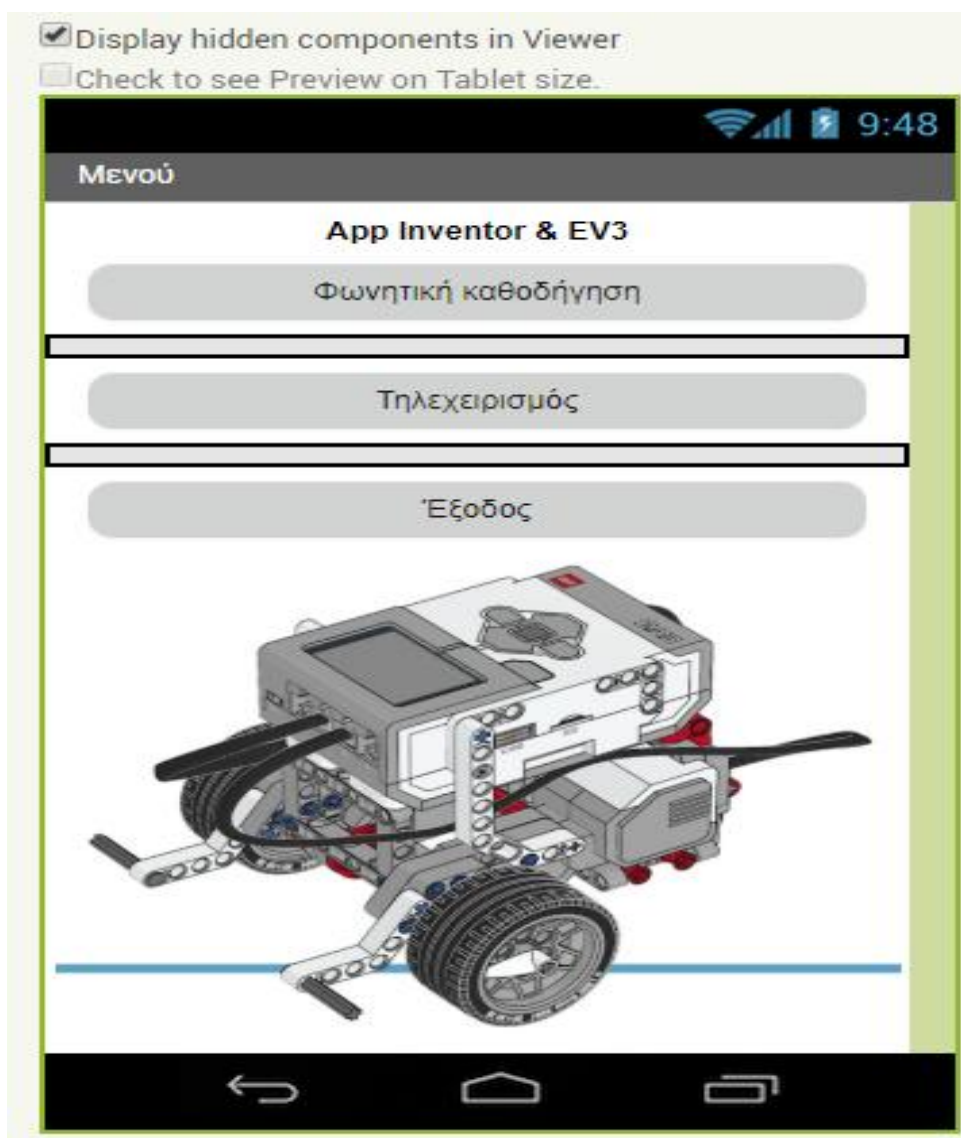 Display hidden components in Viewer
Check to see Preview on Tablet size.
9:48
Μενού
App Inventor & EV3
Φωνητική καθοδήγηση
Τηλεχειρισμός
Έξοδος